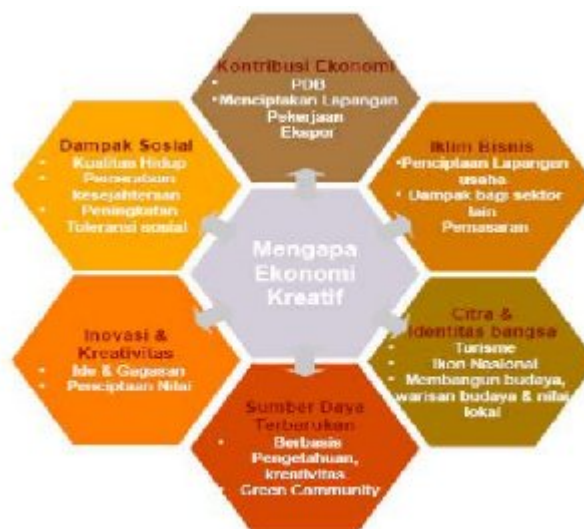 Kontribusi Ekonomi
• PDB
• Menciptakan Lapangan
Pekerjaan
Ekspor
Iklim Bisnis
• Penciptaan Lapangan
usaha
• Dampak bagi sektor
lain
Pemasaran
Citra &
Identitas bangsa
• Turisme
• Ikon Nasional
• Membangun budaya,
warisan budaya & nilai
lokal
Sumber Daya
Terbarukan
• Berbasis
Pengetahuan,
kreativitas
• Green Community
Inovasi &
Kreativitas
• Ide & Gagasan
• Penciptaan Nilai
Dampak Sosial
• Kualitas Hidup
• Pemerataan
kesejahteraan
• Peningkatan
Toleransi sosial
Mengapa
Ekonomi
Kreatif